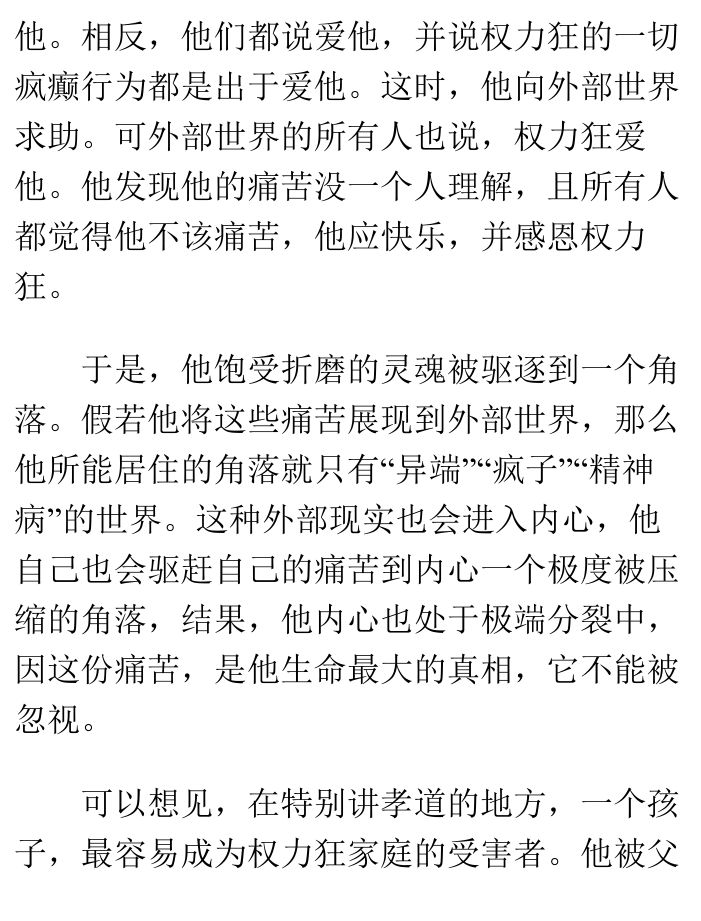 他。相反，他们都说爱他，并说权力狂的一切
疯癫行为都是出于爱他。这时，他向外部世界
求助。可外部世界的所有人也说，权力狂爱
他。他发现他的痛苦没一个人理解，且所有人
都觉得他不该痛苦，他应快乐，并感恩权力
狂。
于是，他饱受折磨的灵魂被驱逐到一个角
落。假若他将这些痛苦展现到外部世界，那么
他所能居住的角落就只有“异端”“疯子”“精神
病”的世界。这种外部现实也会进入内心，他
自己也会驱赶自己的痛苦到内心一个极度被压
缩的角落，结果，他内心也处于极端分裂中，
因这份痛苦，是他生命最大的真相，它不能被
忽视。
可以想见，在特别讲孝道的地方，一个孩
子，最容易成为权力狂家庭的受害者。他被父